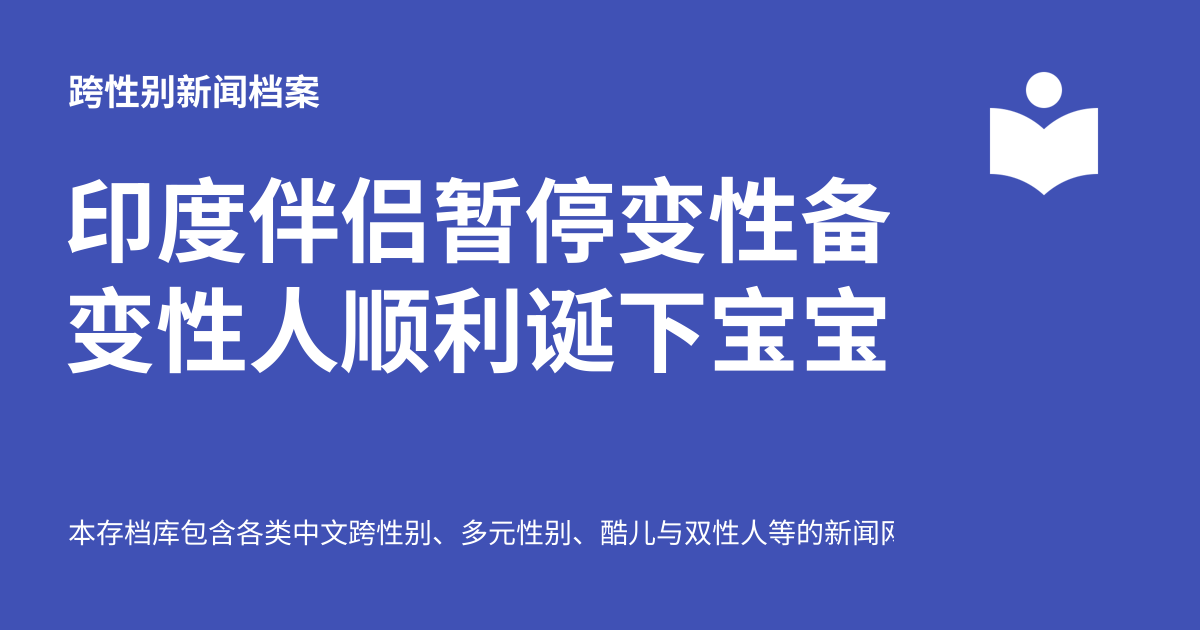 跨性别新闻档案
印度伴侣暂停变性备
变性人顺利诞下宝宝
本存档库包含各类中文跨性别、多元性别、酷儿与双性人等的新闻